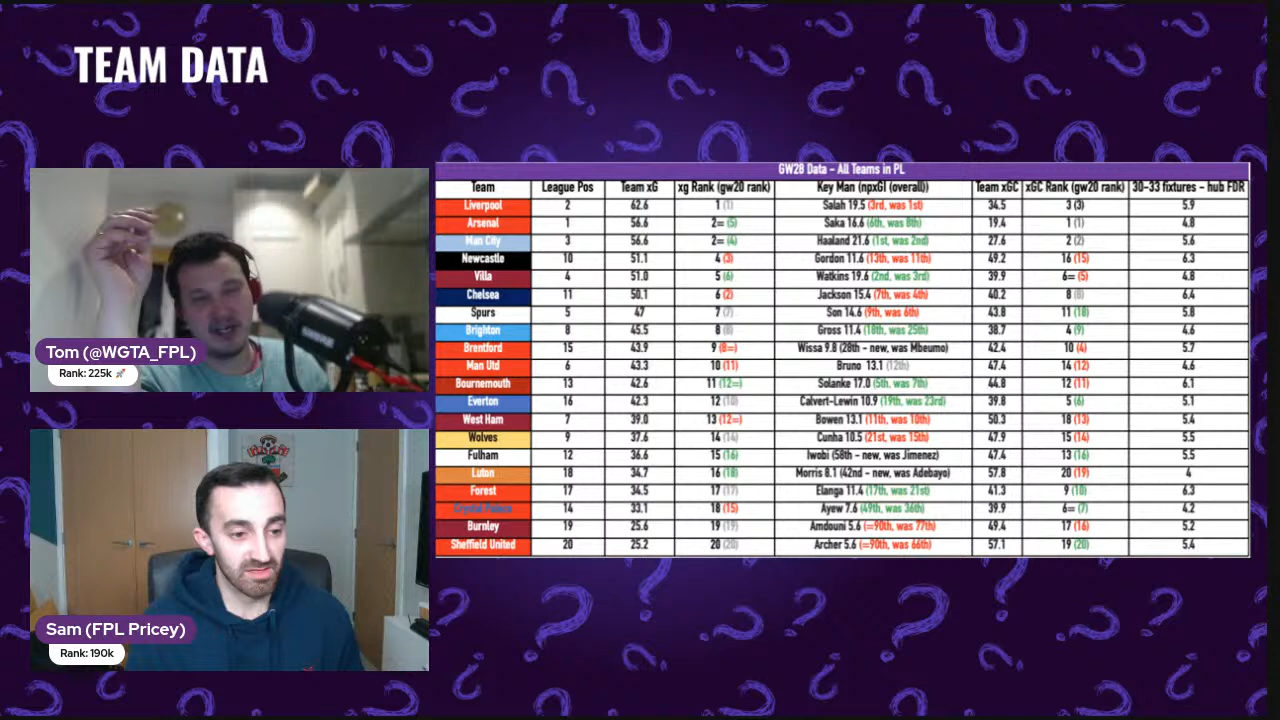 TEAM DATA
GW28 Data - All Teams in PL
Team League Pos Team xG xg Rank (gw20 rank) Key Man (npxGI (overall)) Team xGC xGC Rank (gw20 rank) 30-33 fixtures - hub FDR
Liverpool 2 62.6 1 (1) Salah 19.5 (3rd, was 1st) 34.5 3 (3) 5.9
Arsenal 1 56.6 2= (5) Saka 16.6 (6th, was 8th) 19.4 1 (1) 4.8
Man City 3 56.6 2= (4) Haaland 21.6 (1st, was 2nd) 27.6 2 (2) 5.6
Newcastle 10 51.1 4 (3) Gordon 11.6 (13th, was 11th) 49.2 16 (15) 6.3
Villa 4 51.0 5 (6) Watkins 19.6 (2nd, was 3rd) 39.9 6= (5) 4.8
Chelsea 11 50.1 6 (2) Jackson 15.4 (7th, was 4th) 40.2 8 (8) 6.4
Spurs 5 47 7 (7) Son 14.6 (9th, was 6th) 43.8 11 (18) 5.8
Brighton 8 45.5 8 (8) Gross 11.4 (18th, was 25th) 38.7 4 (9) 4.6
Brentford 15 43.9 9 (8=) Wissa 9.8 (28th - new, was Mbeumo) 42.4 10 (4) 5.7
Man Utd 6 43.3 10 (11) Bruno 13.1 (12th) 47.4 14 (12) 4.6
Bournemouth 13 42.6 11 (12=) Solanke 17.0 (5th, was 7th) 44.8 12 (11) 6.1
Everton 16 42.3 12 (10) Calvert-Lewin 10.9 (19th, was 23rd) 39.8 5 (6) 5.1
West Ham 7 39.0 13 (12=) Bowen 13.1 (11th, was 10th) 50.3 18 (13) 5.4
Wolves 9 37.6 14 (14) Cunha 10.5 (21st, was 15th) 47.9 15 (14) 5.5
Fulham 12 36.6 15 (16) Iwobi (58th - new, was Jimenez) 47.4 13 (16) 5.5
Luton 18 34.7 16 (18) Morris 8.1 (42nd - new, was Adebayo) 57.8 20 (19) 4
Forest 17 34.5 17 (17) Elanga 11.4 (17th, was 21st) 41.3 9 (10) 6.3
Crystal Palace 14 33.1 18 (15) Ayew 7.6 (49th, was 36th) 39.9 6= (7) 4.2
Burnley 19 25.6 19 (19) Amdouni 5.6 (=90th, was 77th) 49.4 17 (16) 5.2
Sheffield United 20 25.2 20 (20) Archer 5.6 (=90th, was 66th) 57.1 19 (20) 5.4
Tom (@WGTA_FPL)
Rank: 225k 🚀
Sam (FPL Pricey)
Rank: 190k